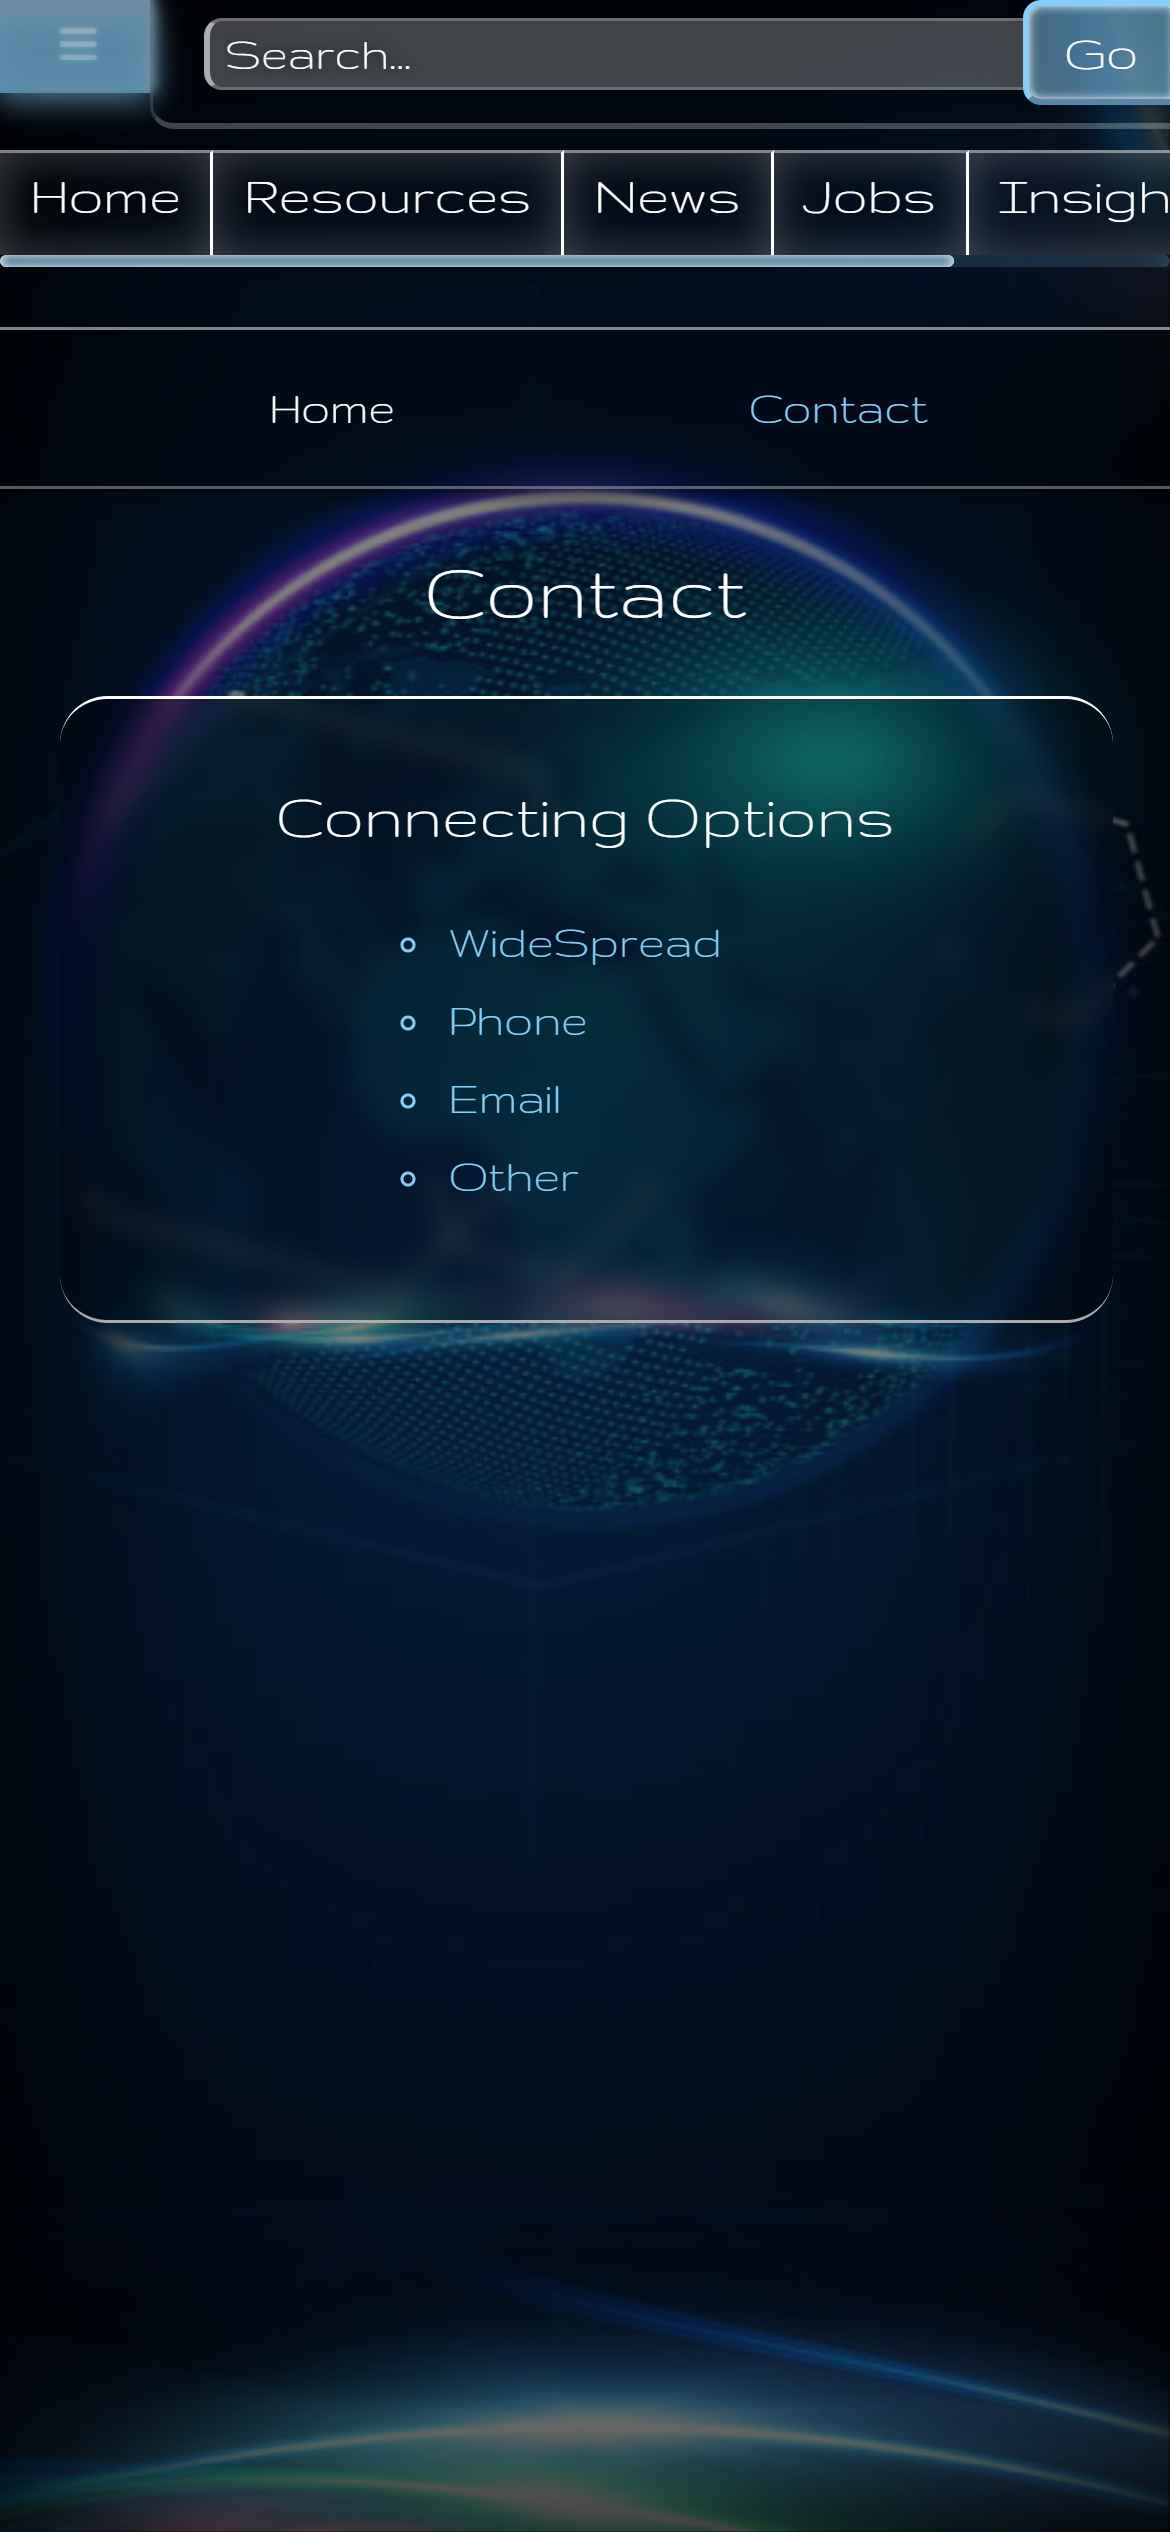 Search...
Go
Home
Resources
News
Jobs
Insigh
Home
Contact
Contact
Connecting Options
WideSpread
Phone
Email
Other